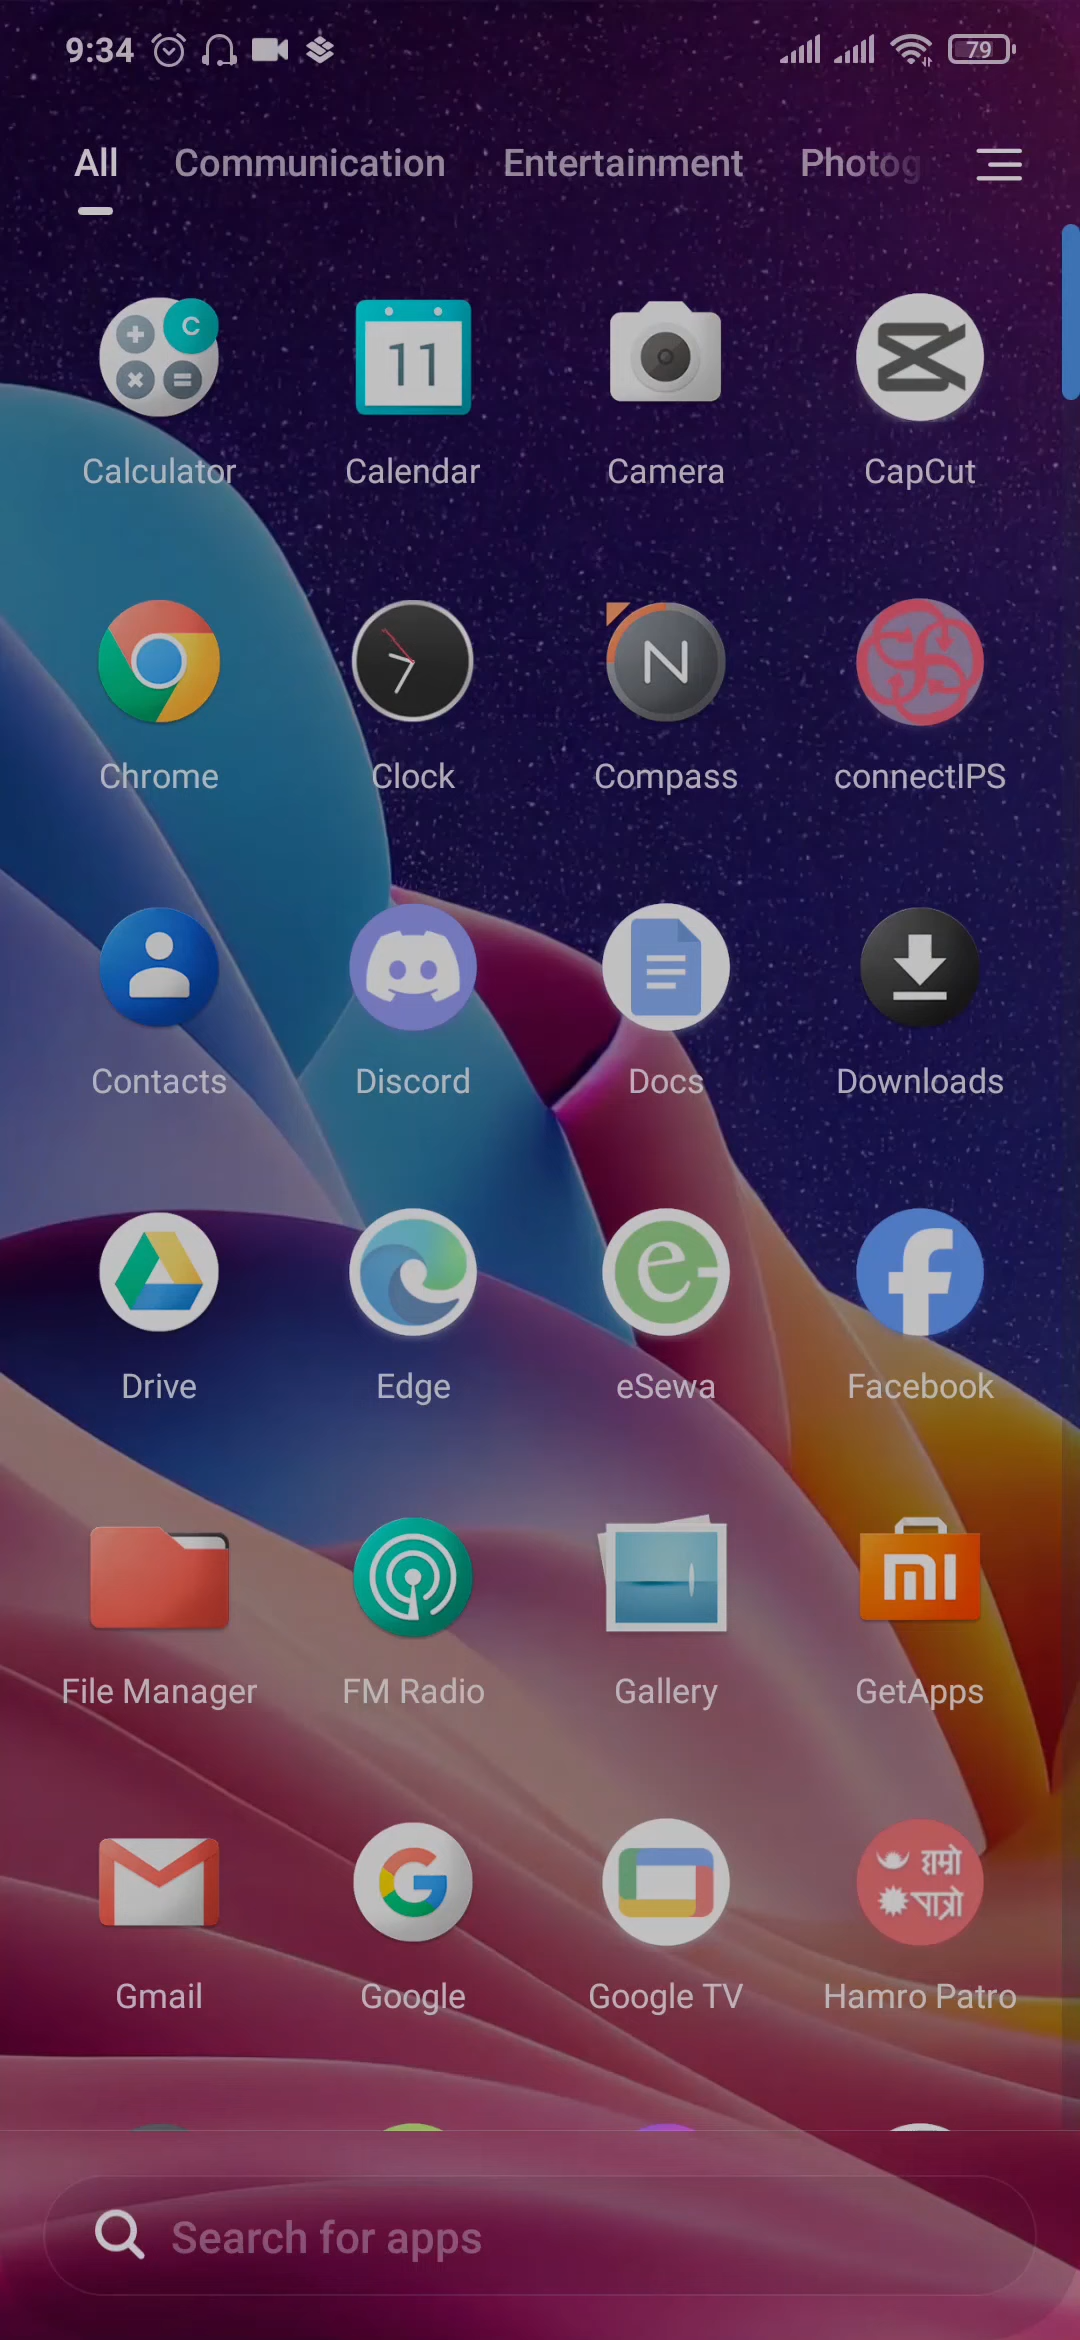 9:34 79
All Communication Entertainment Photog
C
11
Calculator Calendar Camera CapCut
N
Chrome Clock Compass connectIPS
Contacts Discord Docs Downloads
Drive Edge eSewa Facebook
File Manager FM Radio Gallery GetApps
हाम्रो
पात्रो
Gmail Google Google TV Hamro Patro
Search for apps